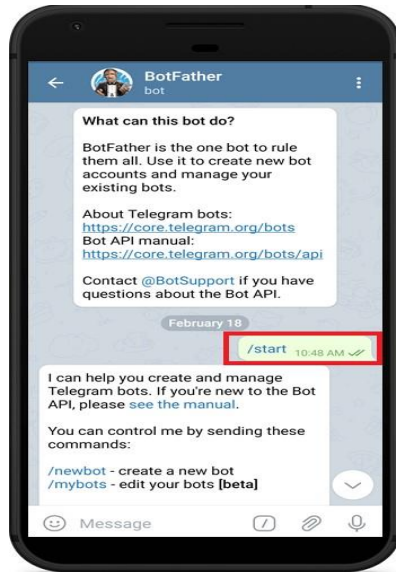 BotFather
bot
What can this bot do?
BotFather is the one bot to rule
them all. Use it to create new bot
accounts and manage your
existing bots.
About Telegram bots:
https://core.telegram.org/bots
Bot API manual:
https://core.telegram.org/bots/api
Contact @BotSupport if you have
questions about the Bot API.
February 18
/start 10:48 AM
I can help you create and manage
Telegram bots. If you're new to the Bot
API, please see the manual.
You can control me by sending these
commands:
/newbot - create a new bot
/mybots - edit your bots [beta]
Message